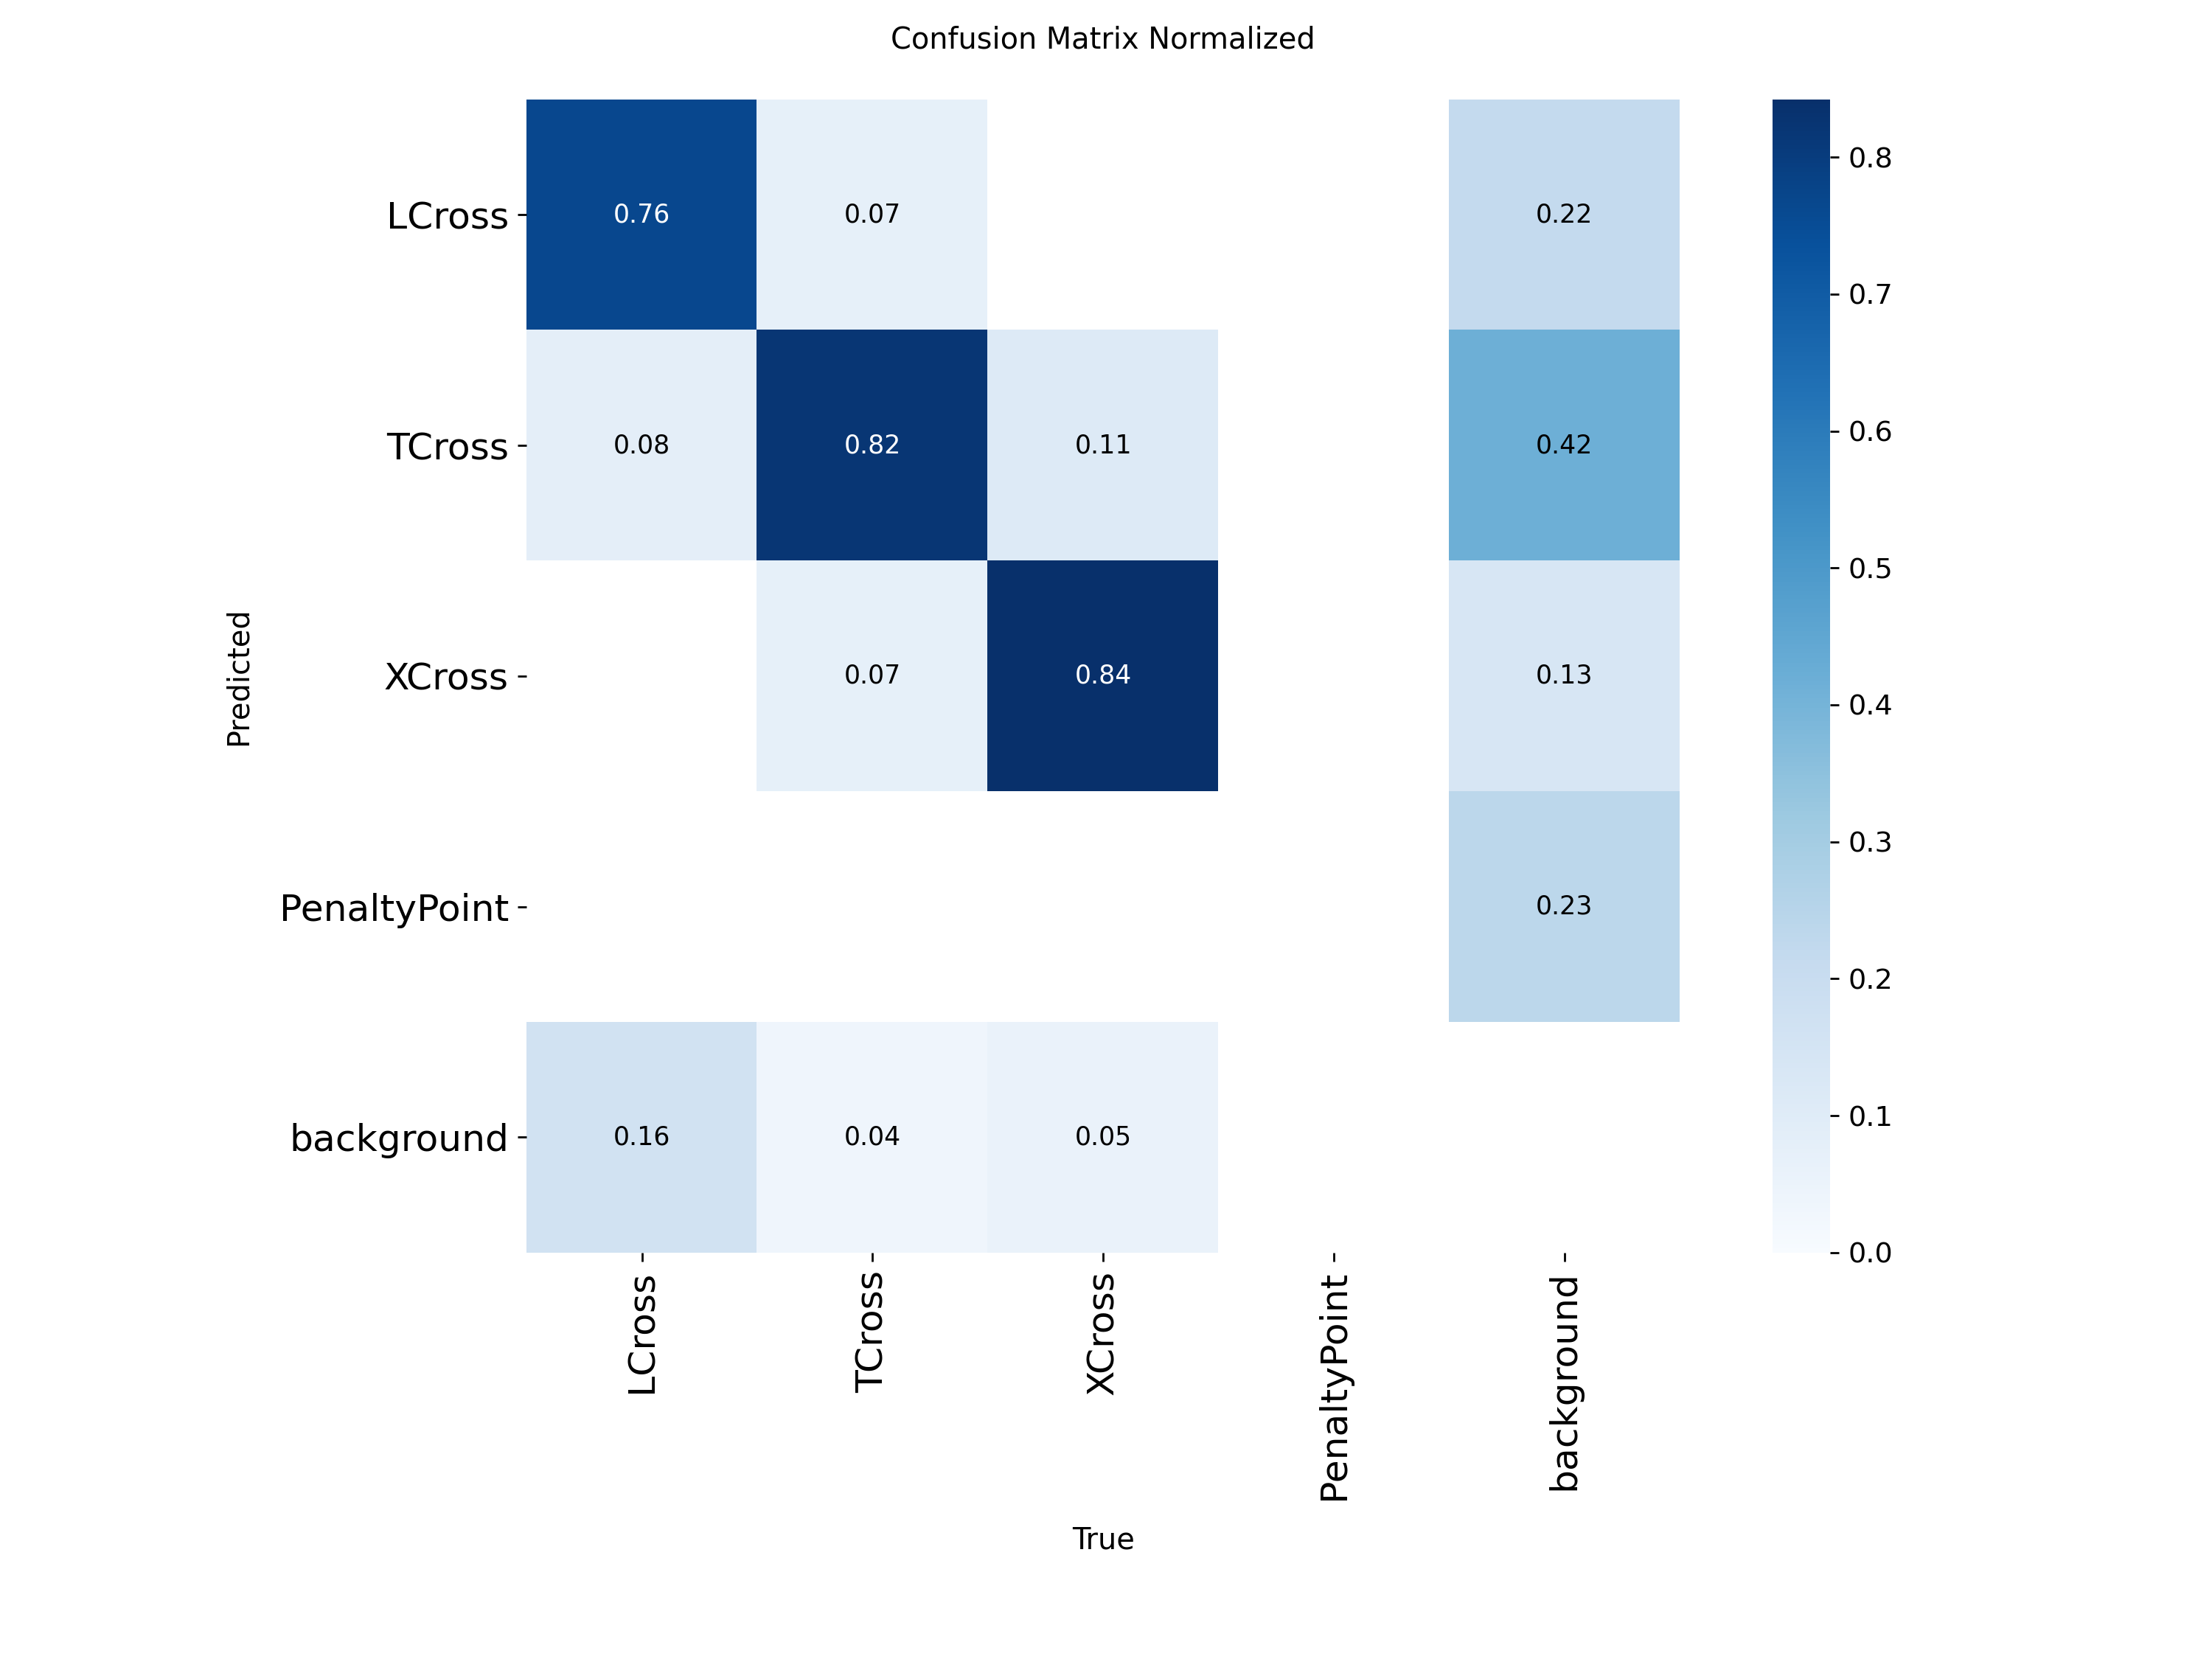 Confusion Matrix Normalized
LCross
0.76
0.07
0.22
TCross
0.08
0.82
0.11
0.42
XCross
0.07
0.84
0.13
PenaltyPoint
0.23
background
0.16
0.04
0.05
Predicted
LCross
TCross
XCross
PenaltyPoint
background
True
0.8
0.7
0.6
0.5
0.4
0.3
0.2
0.1
0.0